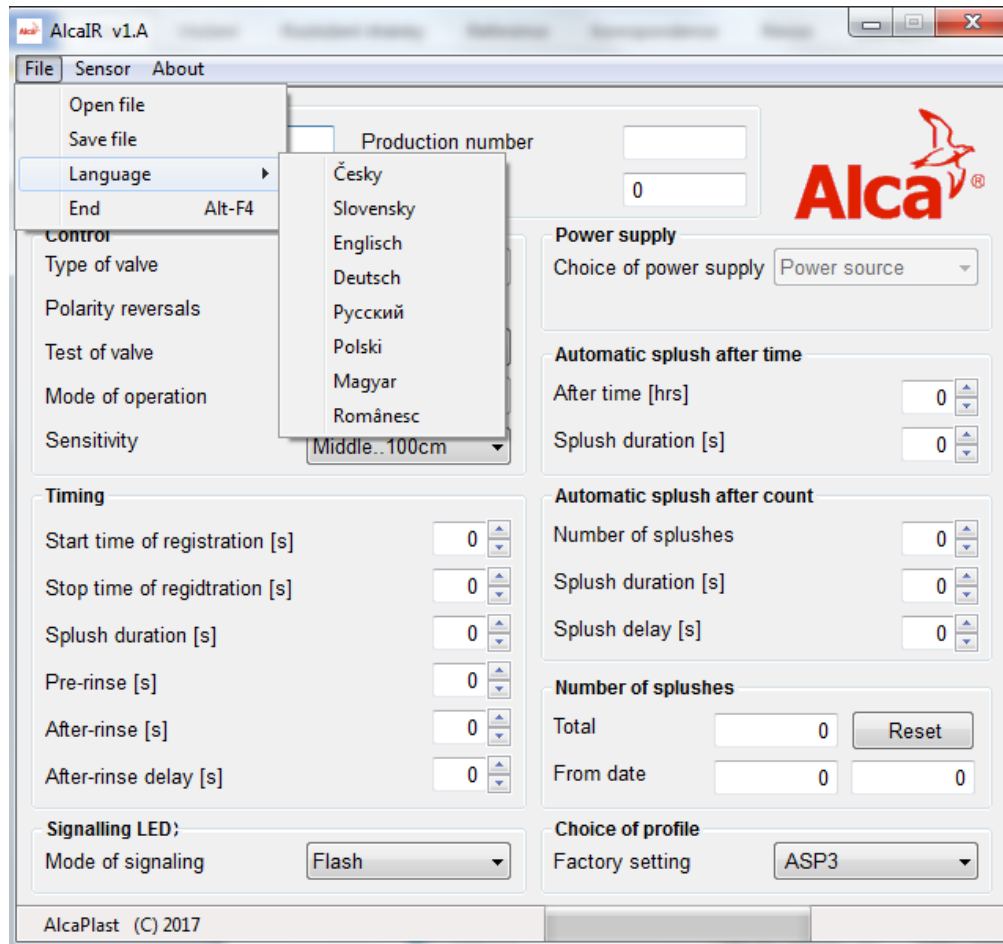 AlcaIR v1.A
File Sensor About
Open file
Save file
Language
End Alt-F4
Česky
Slovensky
Englisch
Deutsch
Русский
Polski
Magyar
Românesc
Production number
0
Alca®
Control
Type of valve
Polarity reversals
Test of valve
Mode of operation
Sensitivity Middle..100cm
Power supply
Choice of power supply Power source
Automatic splush after time
After time [hrs] 0
Splush duration [s] 0
Timing
Start time of registration [s] 0
Stop time of regidtration [s] 0
Splush duration [s] 0
Pre-rinse [s] 0
After-rinse [s] 0
After-rinse delay [s] 0
Automatic splush after count
Number of splushes 0
Splush duration [s] 0
Splush delay [s] 0
Number of splushes
Total 0 Reset
From date 0 0
Signalling LED
Mode of signaling Flash
Choice of profile
Factory setting ASP3
AlcaPlast (C) 2017